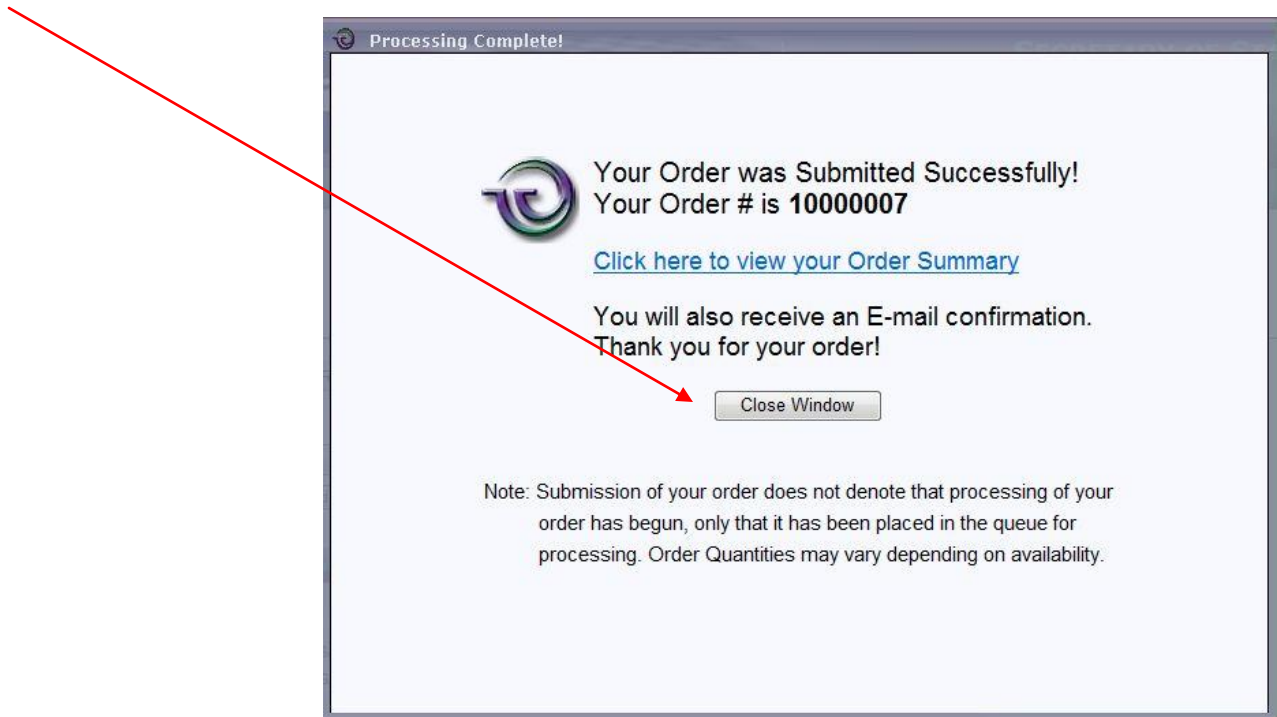 Processing Complete!
Your Order was Submitted Successfully!
Your Order # is 10000007
Click here to view your Order Summary
You will also receive an E-mail confirmation.
Thank you for your order!
Close Window
Note: Submission of your order does not denote that processing of your
order has begun, only that it has been placed in the queue for
processing. Order Quantities may vary depending on availability.